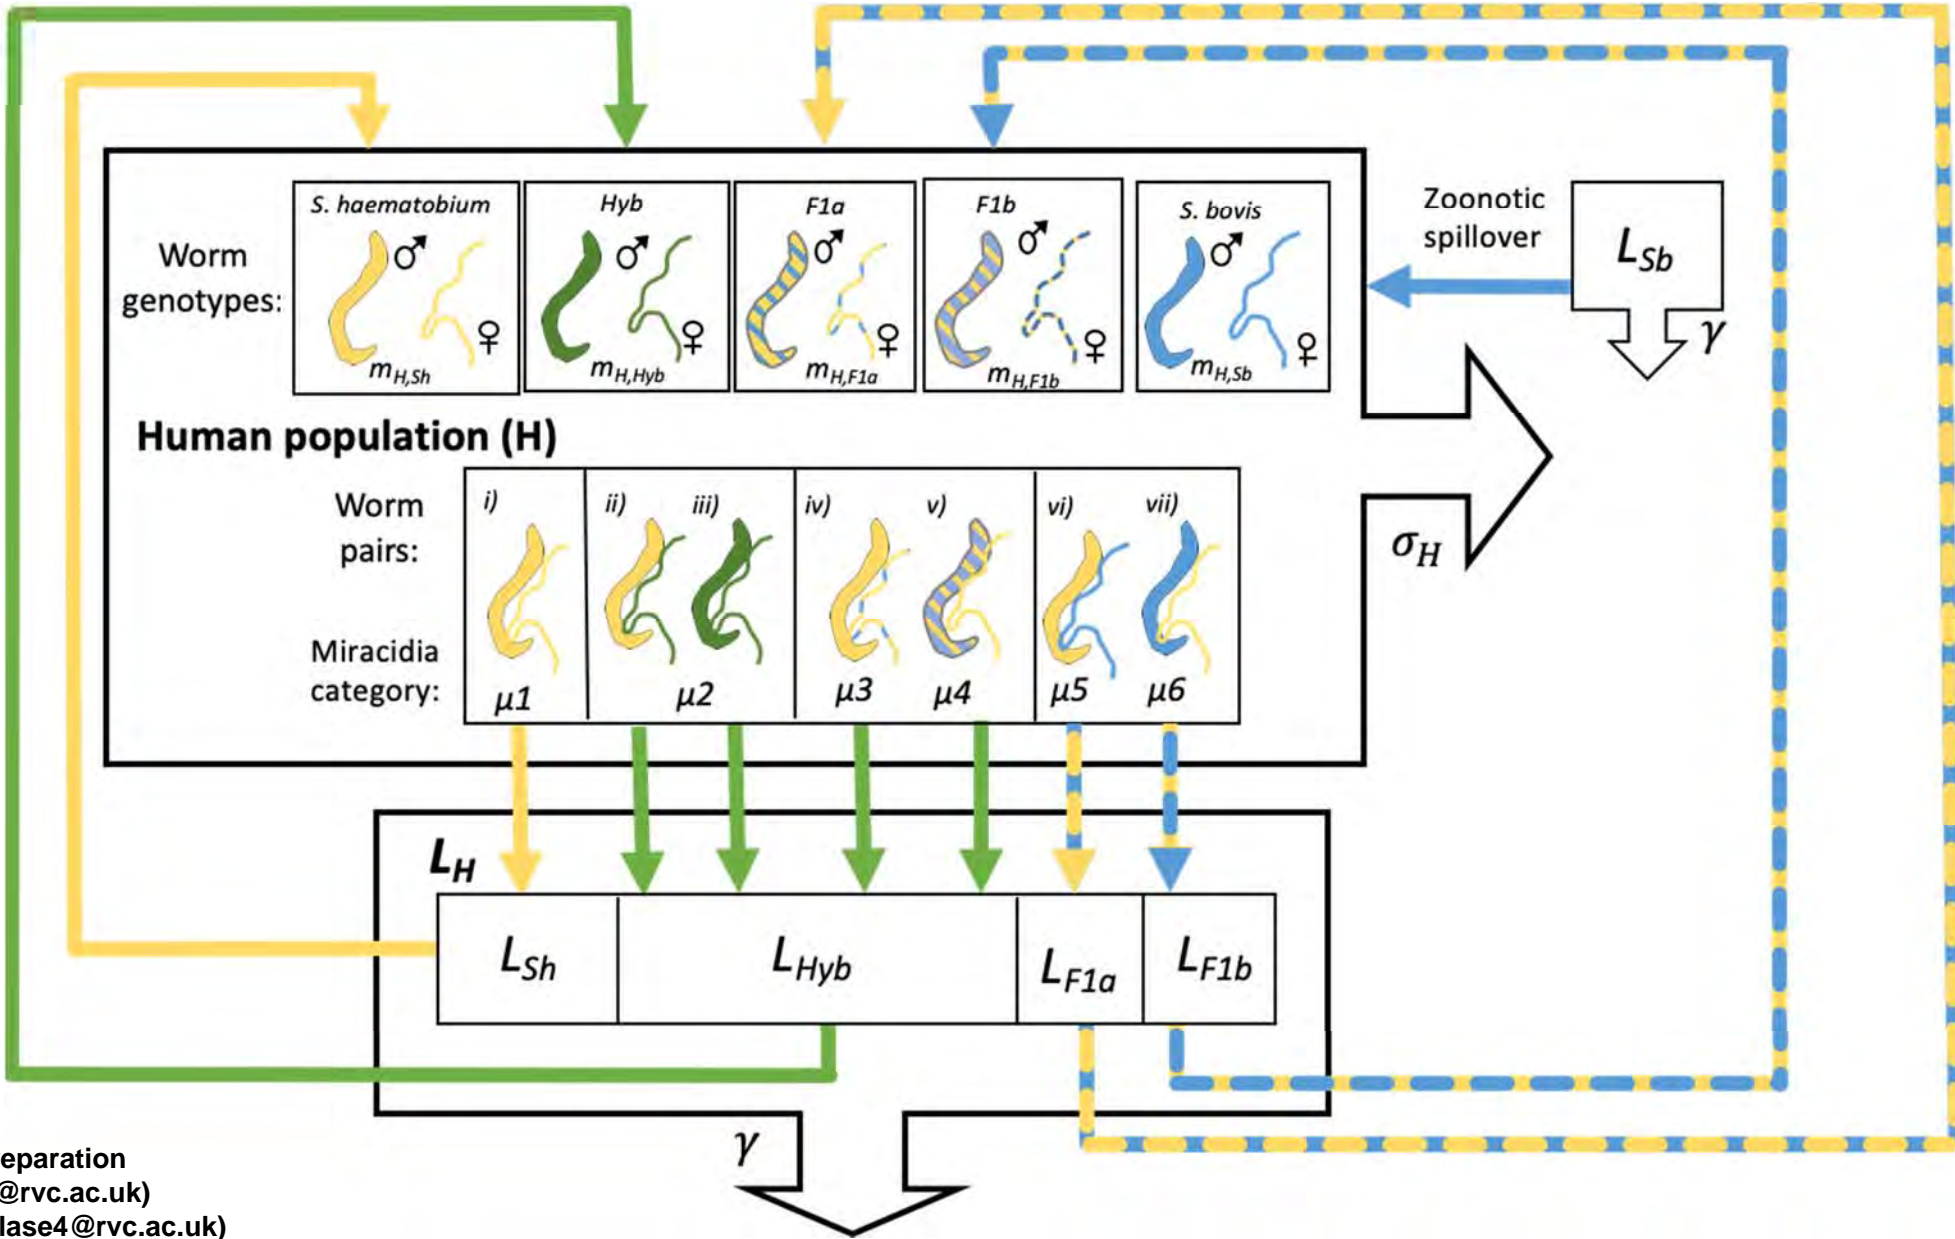 S. haematobium
Hyb
F1a
F1b
S. bovis
Zoonotic
spillover
L_Sb
γ
Worm
genotypes:
♂ ♀
♂ ♀
♂ ♀
♂ ♀
♂ ♀
m_H,Sh
m_H,Hyb
m_H,F1a
m_H,F1b
m_H,Sb
Human population (H)
σ_H
Worm
pairs:
i)
ii)
iii)
iv)
v)
vi)
vii)
Miracidia
category:
μ1
μ2
μ3
μ4
μ5
μ6
L_H
L_Sh
L_Hyb
L_F1a
L_F1b
γ
eparation
@rvc.ac.uk)
lase4@rvc.ac.uk)